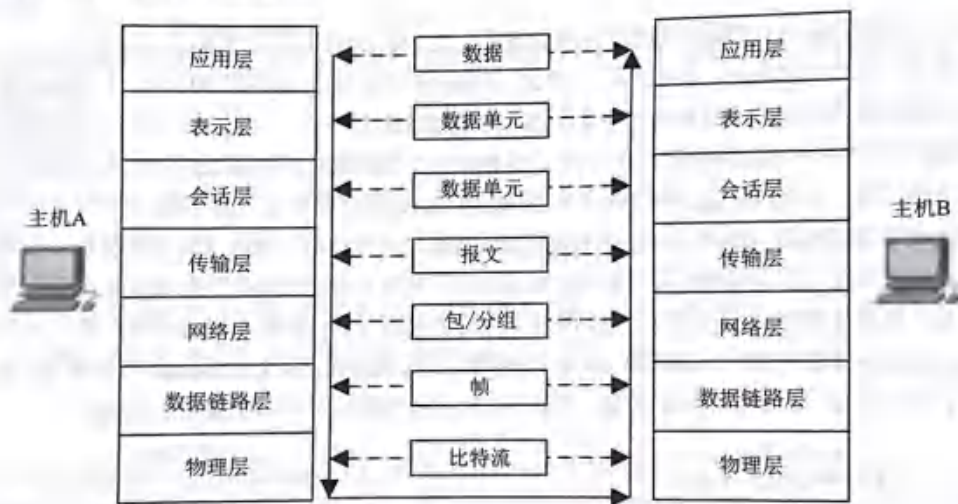 应用层 数据 应用层
表示层 数据单元 表示层
会话层 数据单元 会话层
主机A 主机B
传输层 报文 传输层
网络层 包/分组 网络层
数据链路层 帧 数据链路层
物理层 比特流 物理层